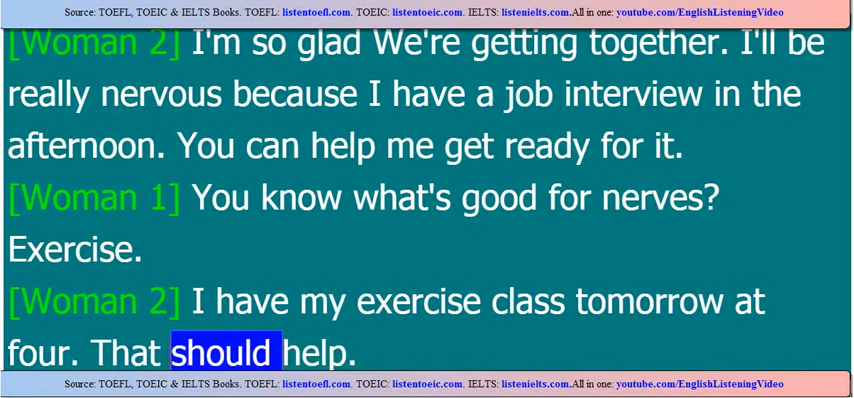 Source: TOEFL, TOEIC & IELTS Books. TOEFL: listentoefl.com. TOEIC: listentoeic.com. IELTS: listenielts.com.All in one: youtube.com/EnglishListeningVideo
[Woman 2] I'm so glad We're getting together. I'll be
really nervous because I have a job interview in the
afternoon. You can help me get ready for it.
[Woman 1] You know what's good for nerves?
Exercise.
[Woman 2] I have my exercise class tomorrow at
four. That should help.
Source: TOEFL, TOEIC & IELTS Books. TOEFL: listentoefl.com. TOEIC: listentoeic.com. IELTS: listenielts.com.All in one: youtube.com/EnglishListeningVideo